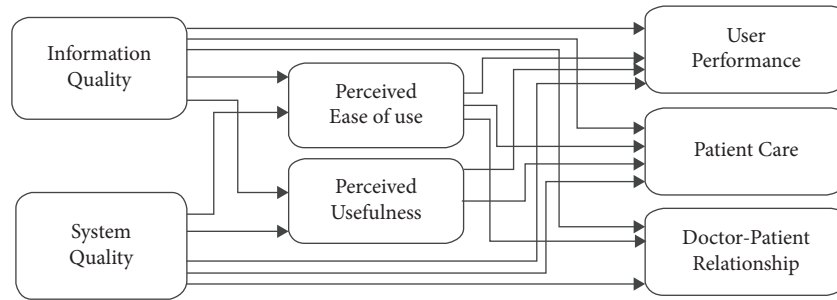 Information
Quality
System
Quality
Perceived
Ease of use
Perceived
Usefulness
User
Performance
Patient Care
Doctor-Patient
Relationship